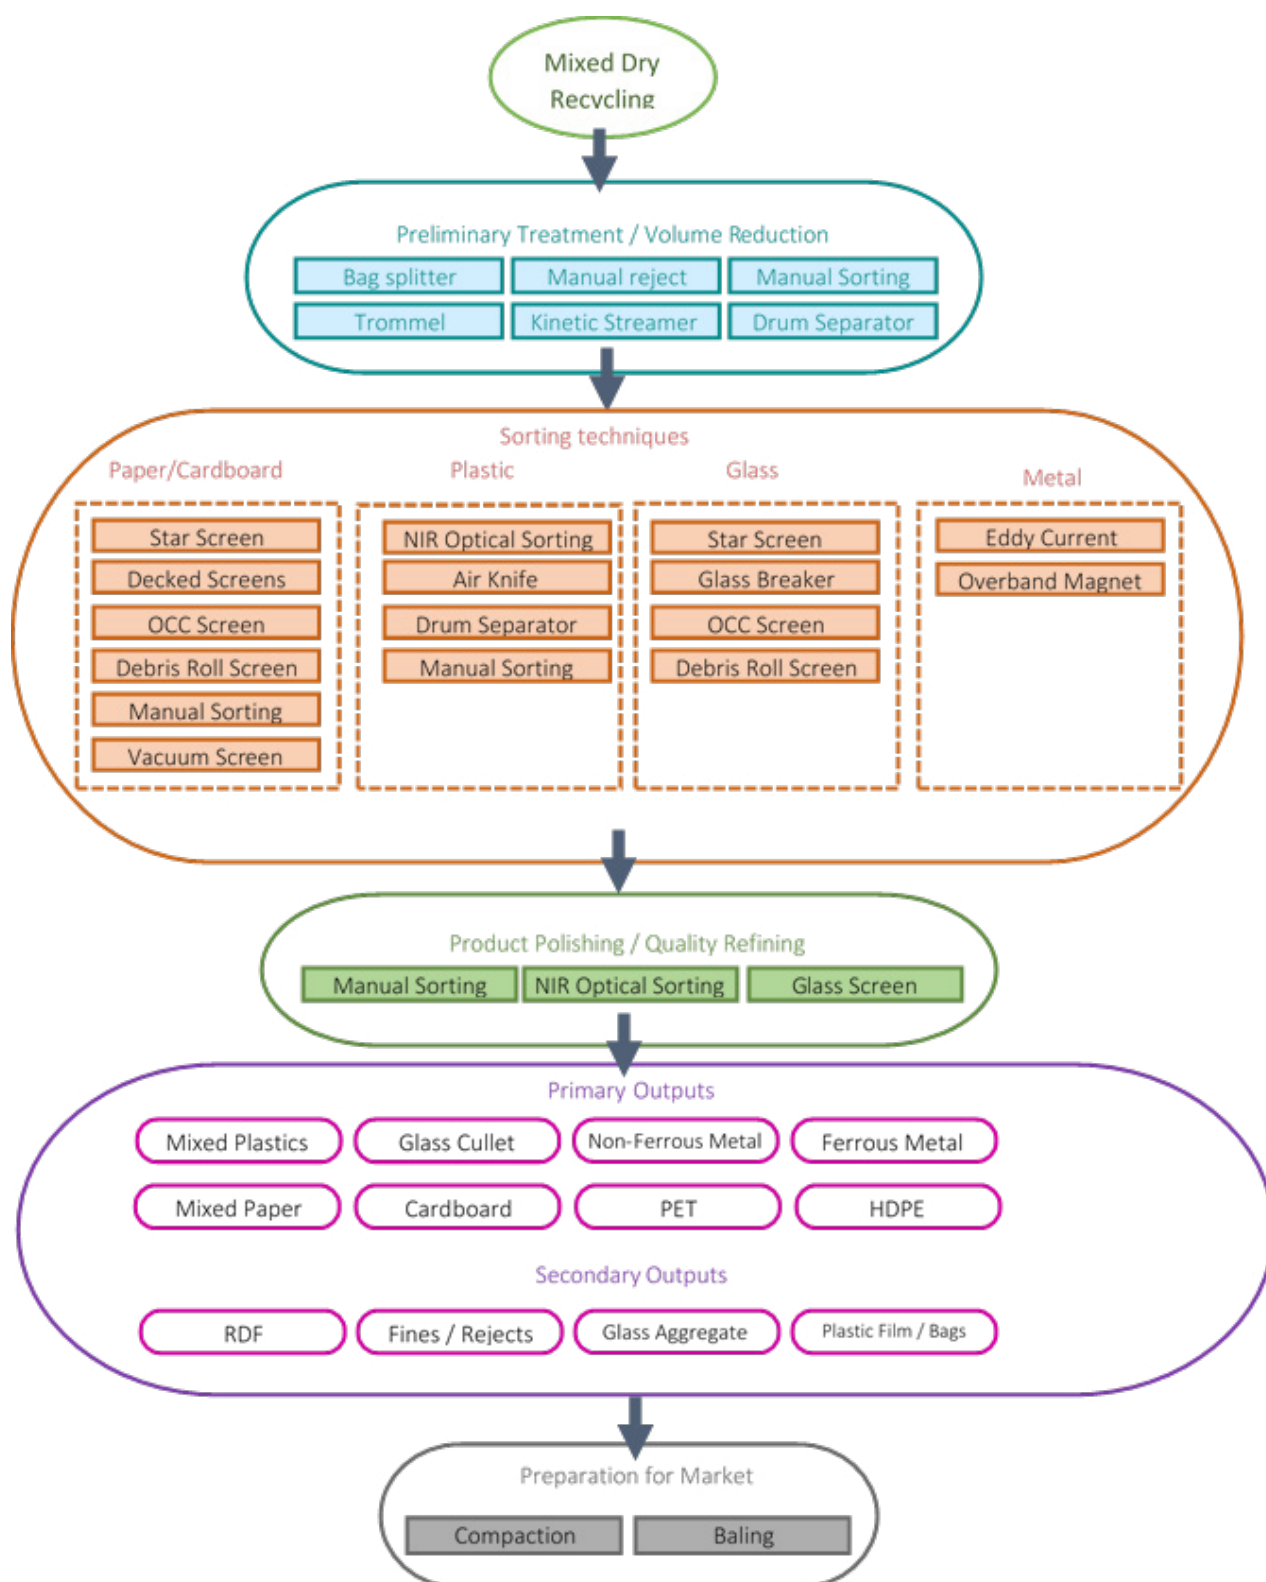 Mixed Dry
Recycling
Preliminary Treatment / Volume Reduction
Bag splitter
Manual reject
Manual Sorting
Trommel
Kinetic Streamer
Drum Separator
Sorting techniques
Paper/Cardboard
Plastic
Glass
Metal
Star Screen
Decked Screens
OCC Screen
Debris Roll Screen
Manual Sorting
Vacuum Screen
NIR Optical Sorting
Air Knife
Drum Separator
Manual Sorting
Star Screen
Glass Breaker
OCC Screen
Debris Roll Screen
Eddy Current
Overband Magnet
Product Polishing / Quality Refining
Manual Sorting
NIR Optical Sorting
Glass Screen
Primary Outputs
Mixed Plastics
Glass Cullet
Non-Ferrous Metal
Ferrous Metal
Mixed Paper
Cardboard
PET
HDPE
Secondary Outputs
RDF
Fines / Rejects
Glass Aggregate
Plastic Film / Bags
Preparation for Market
Compaction
Baling